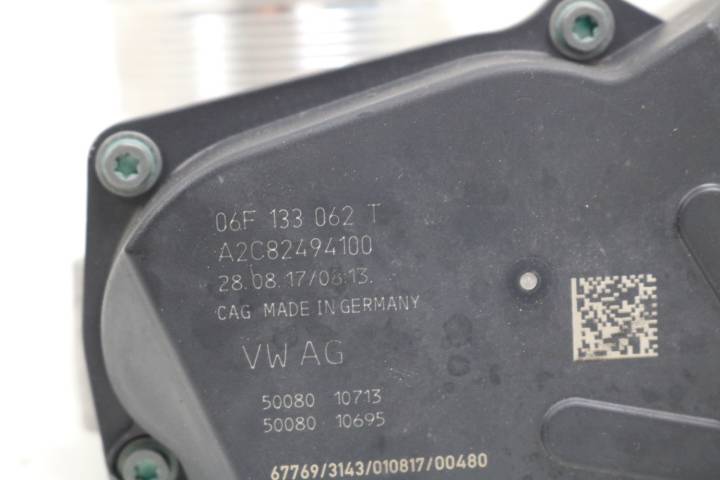 06F 133 062 T
A2C82494100
28.08.17/08:13.
CAG MADE IN GERMANY
VW AG
50080 10713
50080 10695
67769/3143/010817/00480